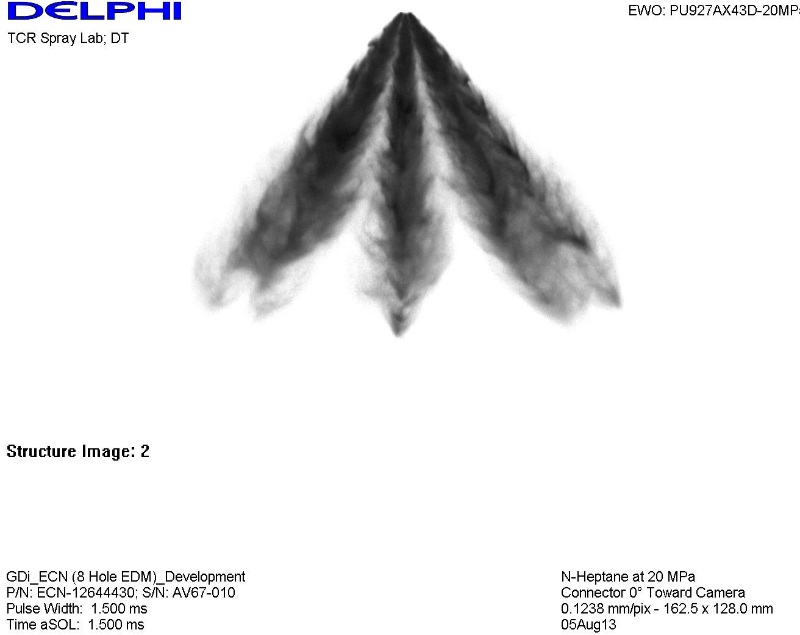 DELPHI
EWO: PU927AX43D-20MP
TCR Spray Lab; DT
Structure Image: 2
GDi_ECN (8 Hole EDM)_Development
P/N: ECN-12644430; S/N: AV67-010
Pulse Width: 1.500 ms
Time aSOL: 1.500 ms
N-Heptane at 20 MPa
Connector 0° Toward Camera
0.1238 mm/pix - 162.5 x 128.0 mm
05Aug13